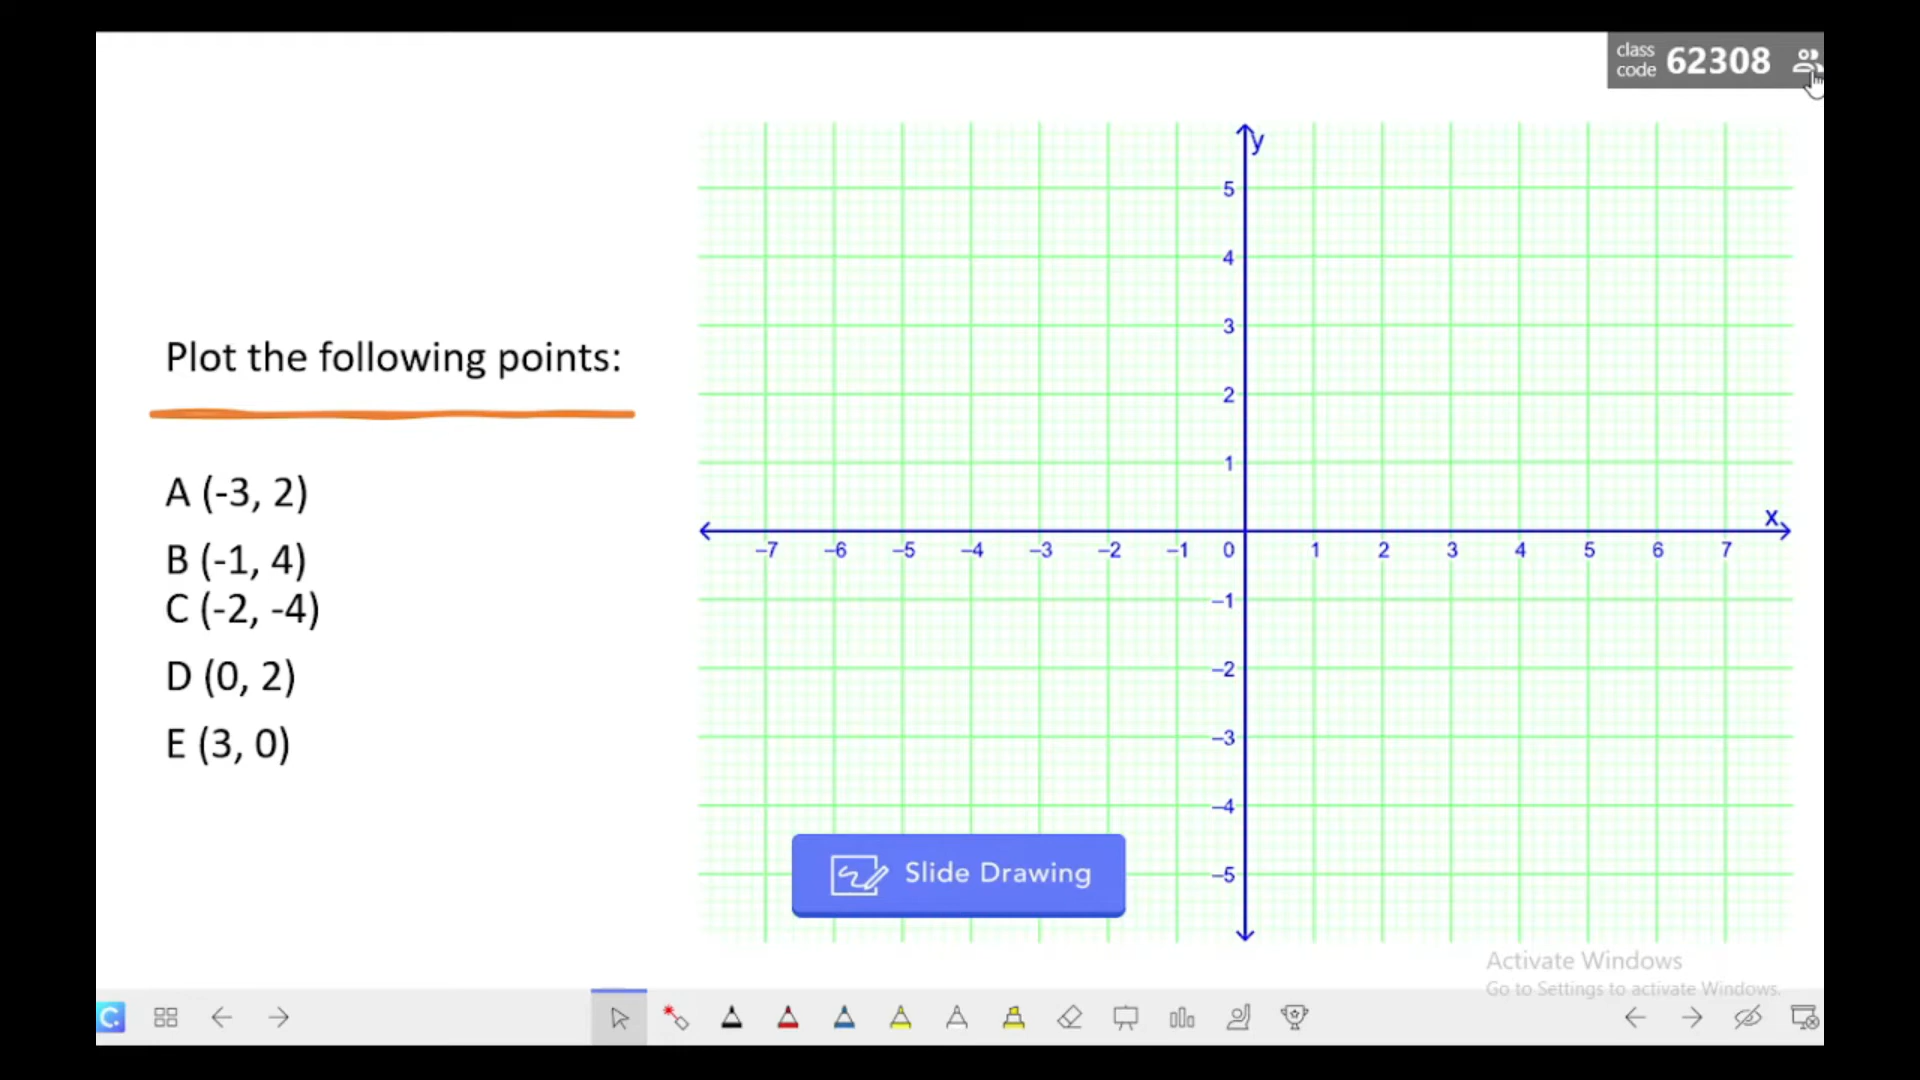 class code 62308
Plot the following points:
A (-3, 2)
B (-1, 4)
C (-2, -4)
D (0, 2)
E (3, 0)
y
5
4
3
2
1
x
–7 –6 –5 –4 –3 –2 –1 0 1 2 3 4 5 6 7
–1
–2
–3
–4
–5
Slide Drawing
Activate Windows
Go to Settings to activate Windows.
C.